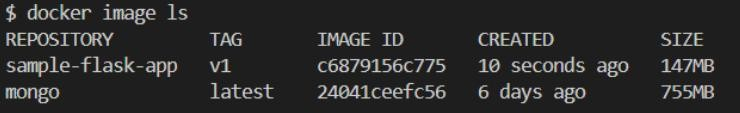 $ docker image ls
REPOSITORY TAG IMAGE ID CREATED SIZE
sample-flask-app v1 c6879156c775 10 seconds ago 147MB
mongo latest 24041ceefc56 6 days ago 755MB